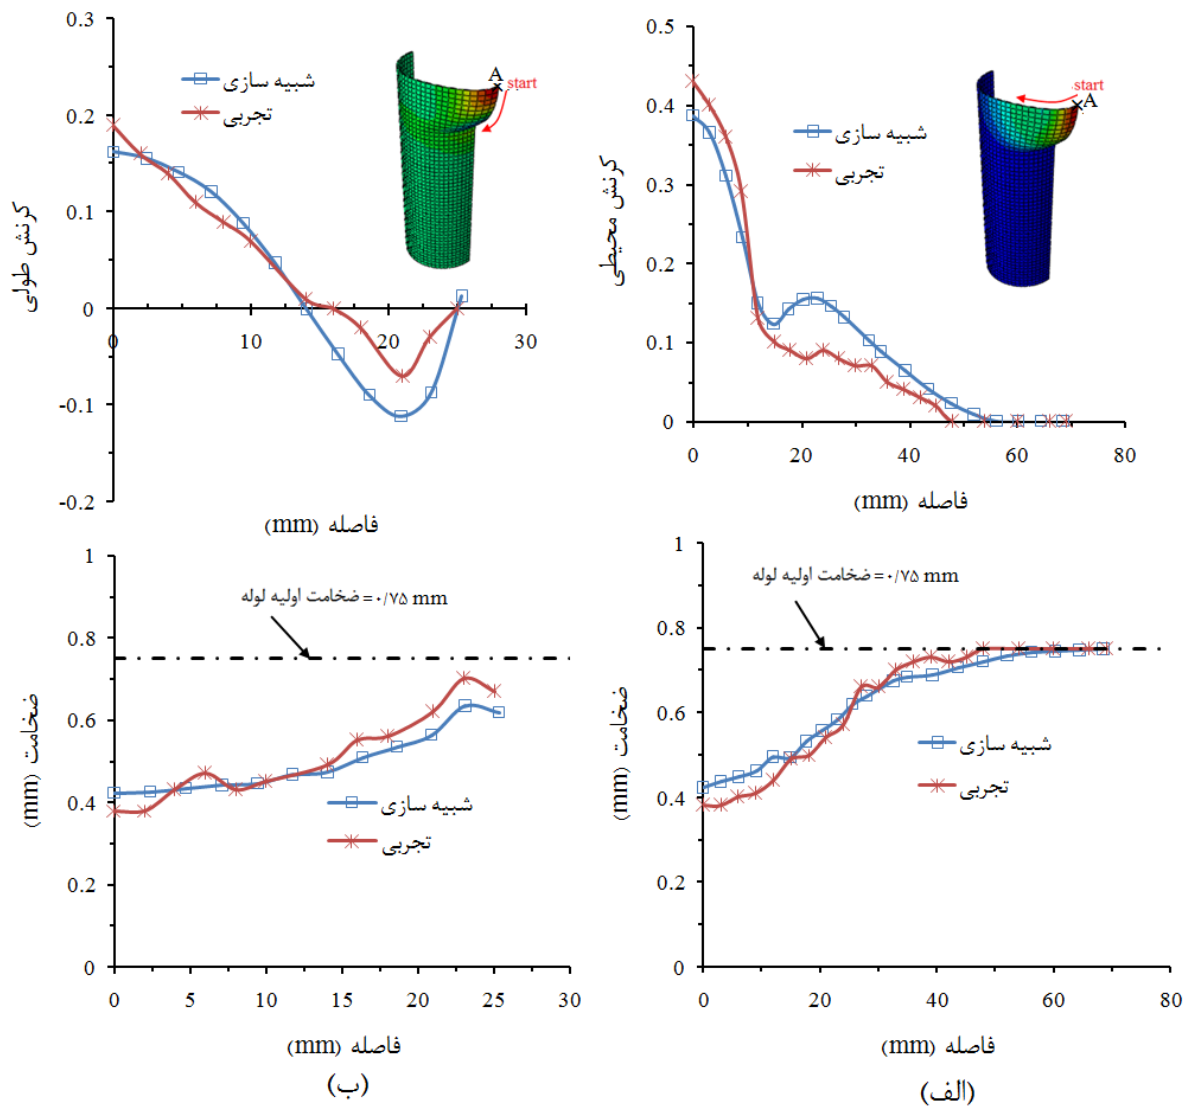 0.3
0.2
0.1
0
-0.1
-0.2
0
10
20
30
کرنش طولی
فاصله (mm)
شبیه سازی
تجربی
A
start
0.5
0.4
0.3
0.2
0.1
0
0
20
40
60
80
کرنش محیطی
فاصله (mm)
شبیه سازی
تجربی
start
A
1
0.8
0.6
0.4
0.2
0
0
5
10
15
20
25
30
ضخامت (mm)
فاصله (mm)
ضخامت اولیه لوله =۰/۷۵ mm
شبیه سازی
تجربی
(ب)
1
0.8
0.6
0.4
0.2
0
0
20
40
60
80
ضخامت (mm)
فاصله (mm)
ضخامت اولیه لوله =۰/۷۵ mm
شبیه سازی
تجربی
(الف)